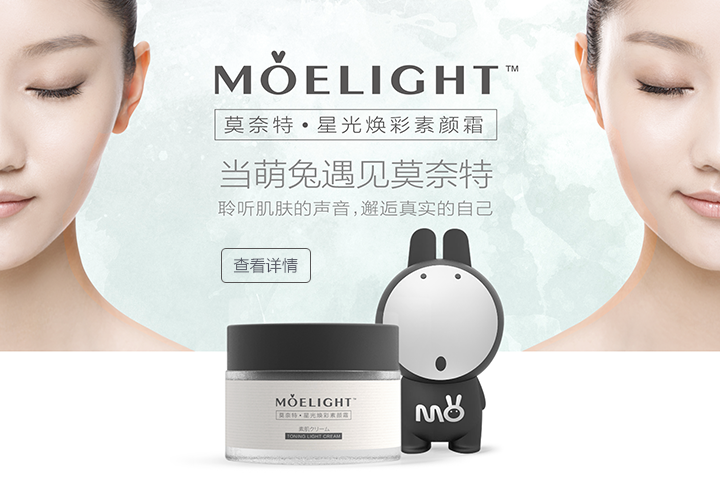 MOELIGHT™
莫奈特•星光焕彩素颜霜
当萌兔遇见莫奈特
聆听肌肤的声音,邂逅真实的自己
查看详情
MOELIGHT™
莫奈特•星光焕彩素颜霜
素肌クリーム
TONING LIGHT CREAM
MO